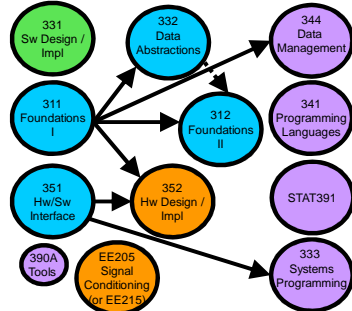 331
Sw Design /
Impl
332
Data
Abstractions
344
Data
Management
311
Foundations
I
312
Foundations
II
341
Programming
Languages
351
Hw/Sw
Interface
352
Hw Design /
Impl
STAT391
390A
Tools
EE205
Signal
Conditioning
(or EE215)
333
Systems
Programming